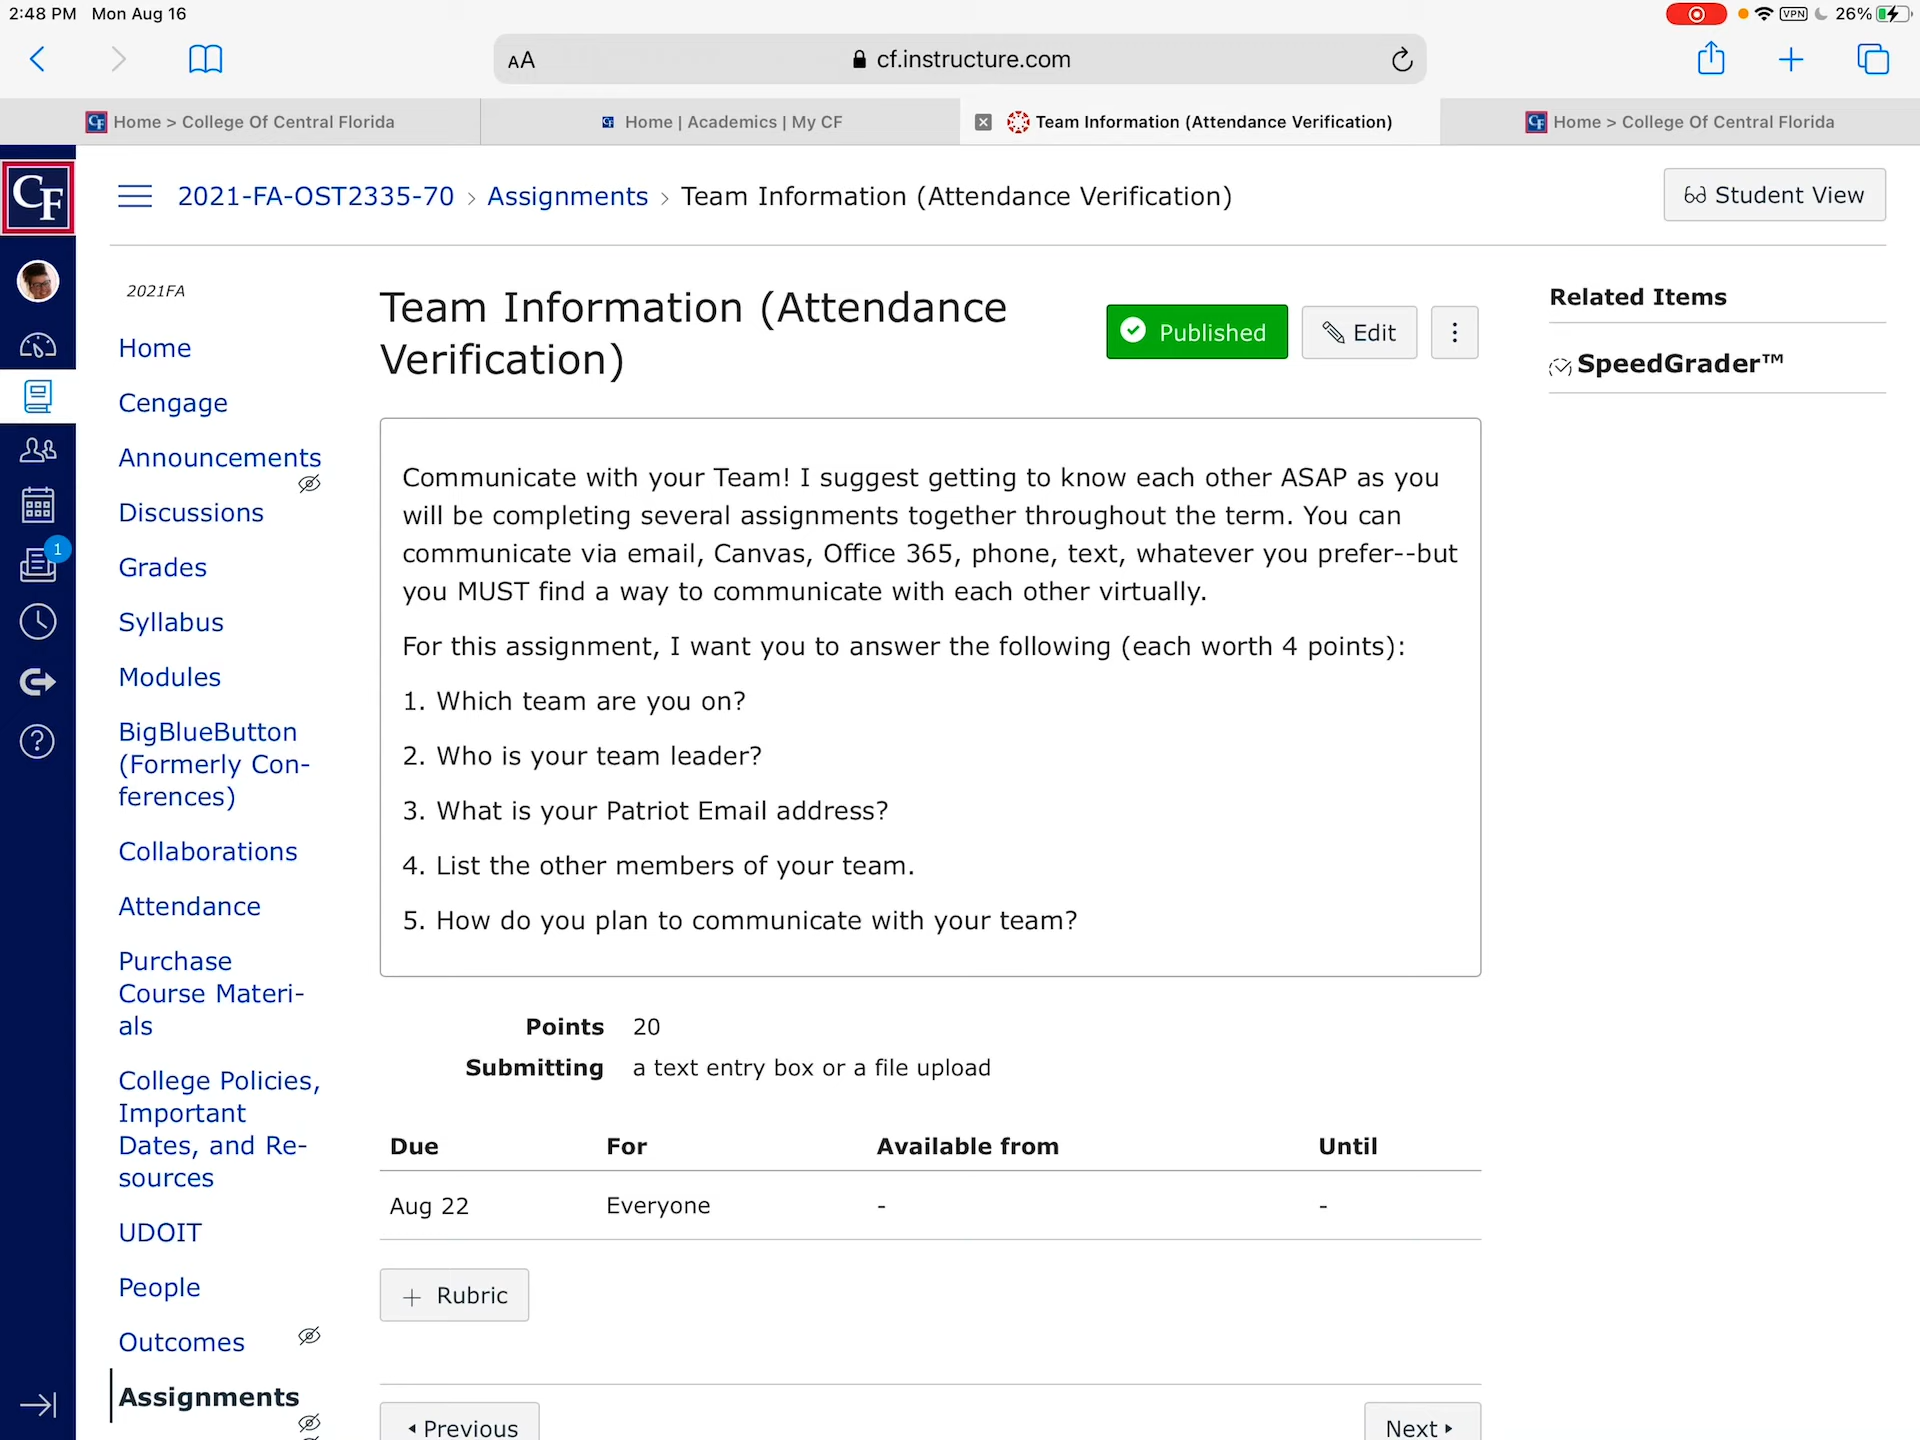 2:48 PM Mon Aug 16
VPN 26%
AA cf.instructure.com
Home > College Of Central Florida
Home | Academics | My CF
Team Information (Attendance Verification)
Home > College Of Central Florida
CF
2021-FA-OST2335-70 › Assignments › Team Information (Attendance Verification)
Student View
2021FA
Home
Cengage
Announcements
Discussions
1
Grades
Syllabus
Modules
BigBlueButton
(Formerly Con-
ferences)
Collaborations
Attendance
Purchase
Course Materi-
als
College Policies,
Important
Dates, and Re-
sources
UDOIT
People
Outcomes
Assignments
Team Information (Attendance
Verification)
Published
Edit
Communicate with your Team! I suggest getting to know each other ASAP as you
will be completing several assignments together throughout the term. You can
communicate via email, Canvas, Office 365, phone, text, whatever you prefer--but
you MUST find a way to communicate with each other virtually.
For this assignment, I want you to answer the following (each worth 4 points):
1. Which team are you on?
2. Who is your team leader?
3. What is your Patriot Email address?
4. List the other members of your team.
5. How do you plan to communicate with your team?
Points 20
Submitting a text entry box or a file upload
Due For Available from Until
Aug 22 Everyone - -
+ Rubric
Previous
Next
Related Items
SpeedGrader™